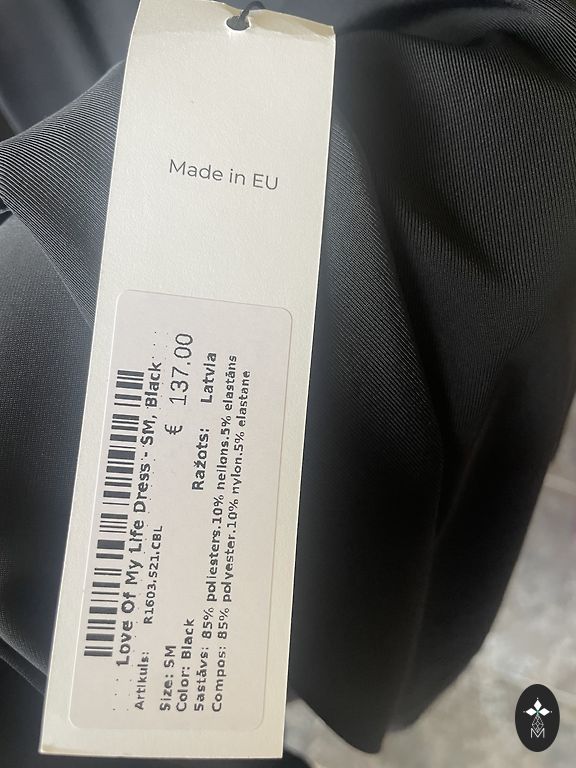 Made in EU
Love Of My Life Dress - SM, Black
Artikuls: R1603.S21.CBL
€ 137.00
Size: SM
Color: Black
Ražots: Latvia
Sastāvs: 85% poliesters.10% neilons.5% elastāns
Compos: 85% polyester.10% nylon.5% elastane
M